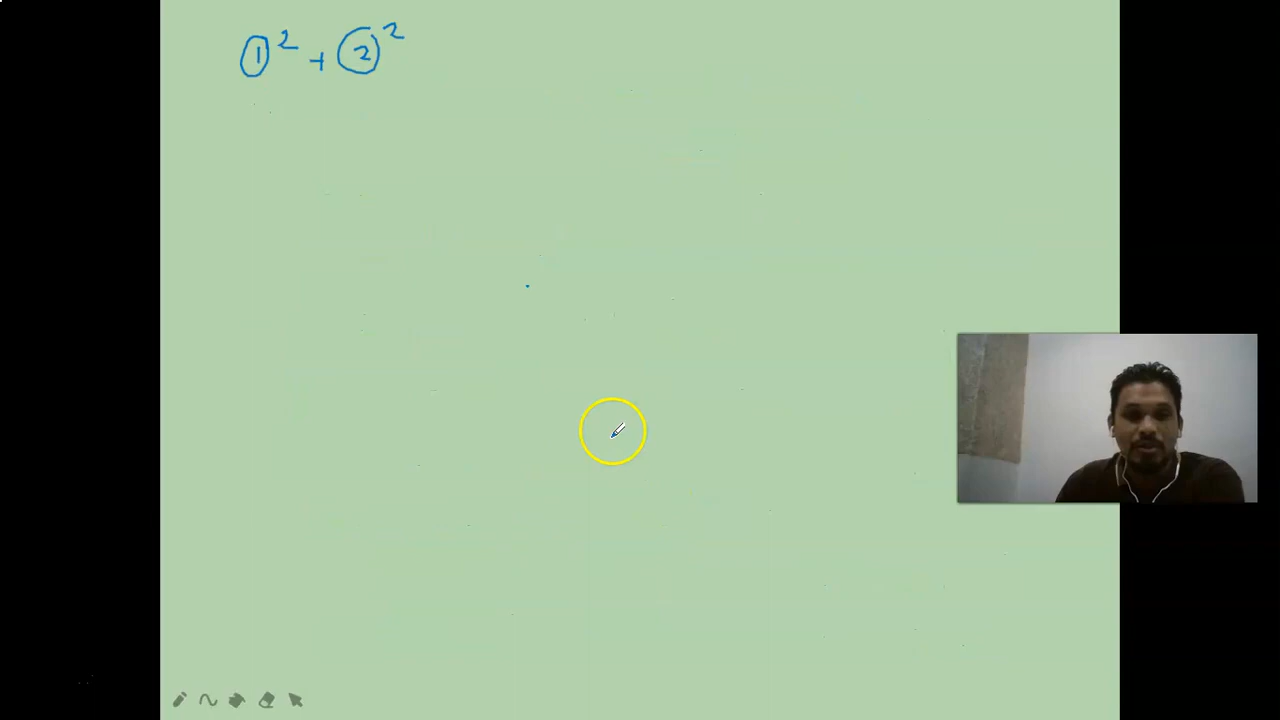 ①² + ②²